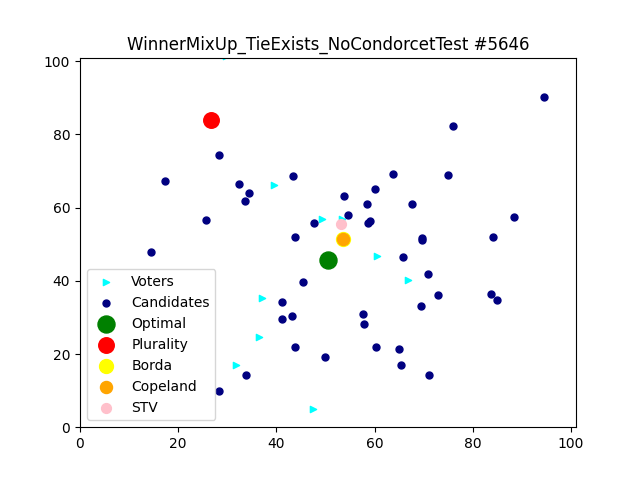 WinnerMixUp_TieExists_NoCondorcetTest #5646
100
80
60
40
20
0
Voters
Candidates
Optimal
Plurality
Borda
Copeland
STV
0 20 40 60 80 100